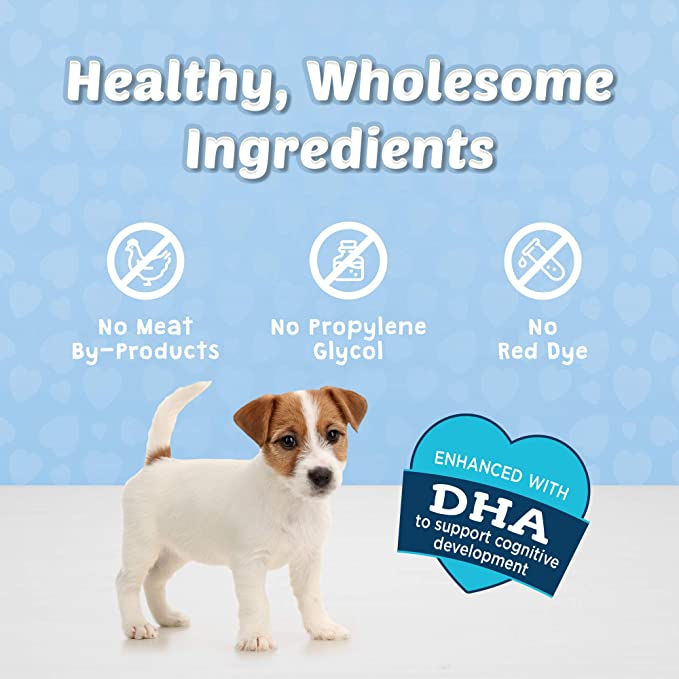 Healthy, Wholesome
Ingredients
No Meat
By-Products
No Propylene
Glycol
No
Red Dye
ENHANCED WITH
DHA
to support cognitive
development